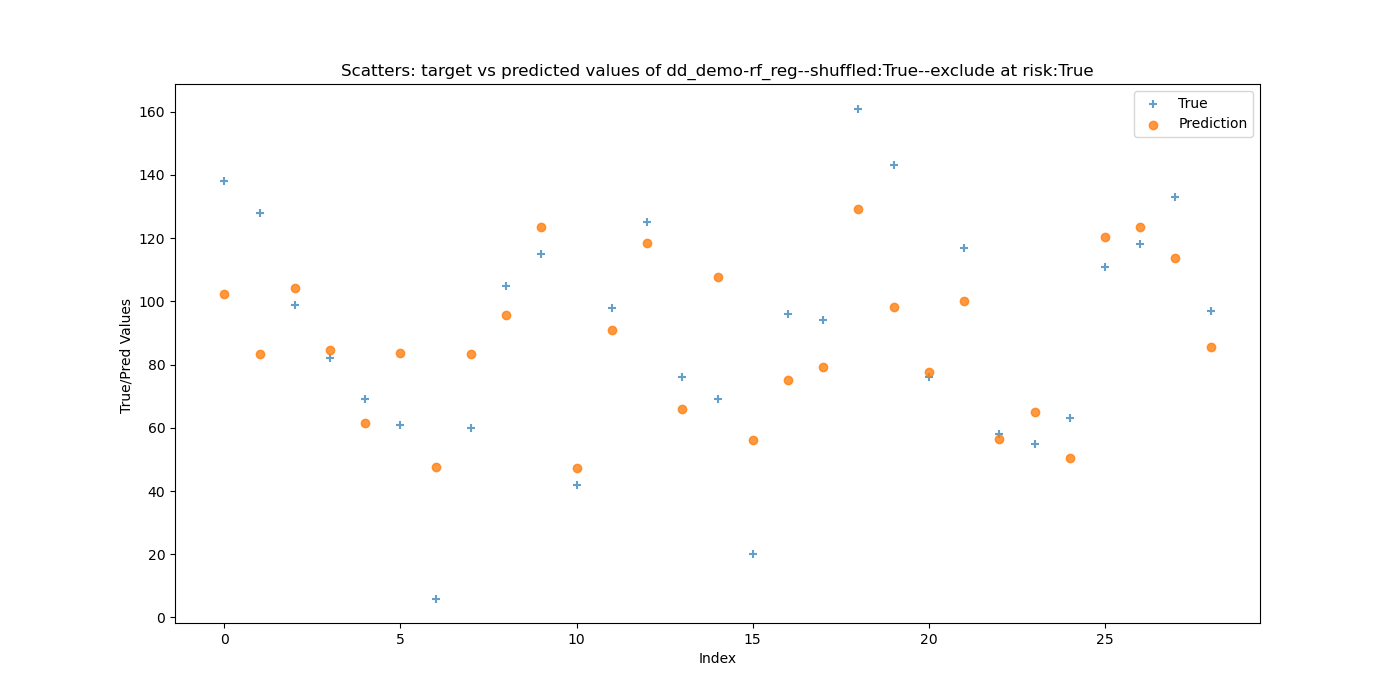 Scatters: target vs predicted values of dd_demo-rf_reg--shuffled:True--exclude at risk:True
True
Prediction
160
140
120
100
80
60
40
20
0
True/Pred Values
0 5 10 15 20 25
Index